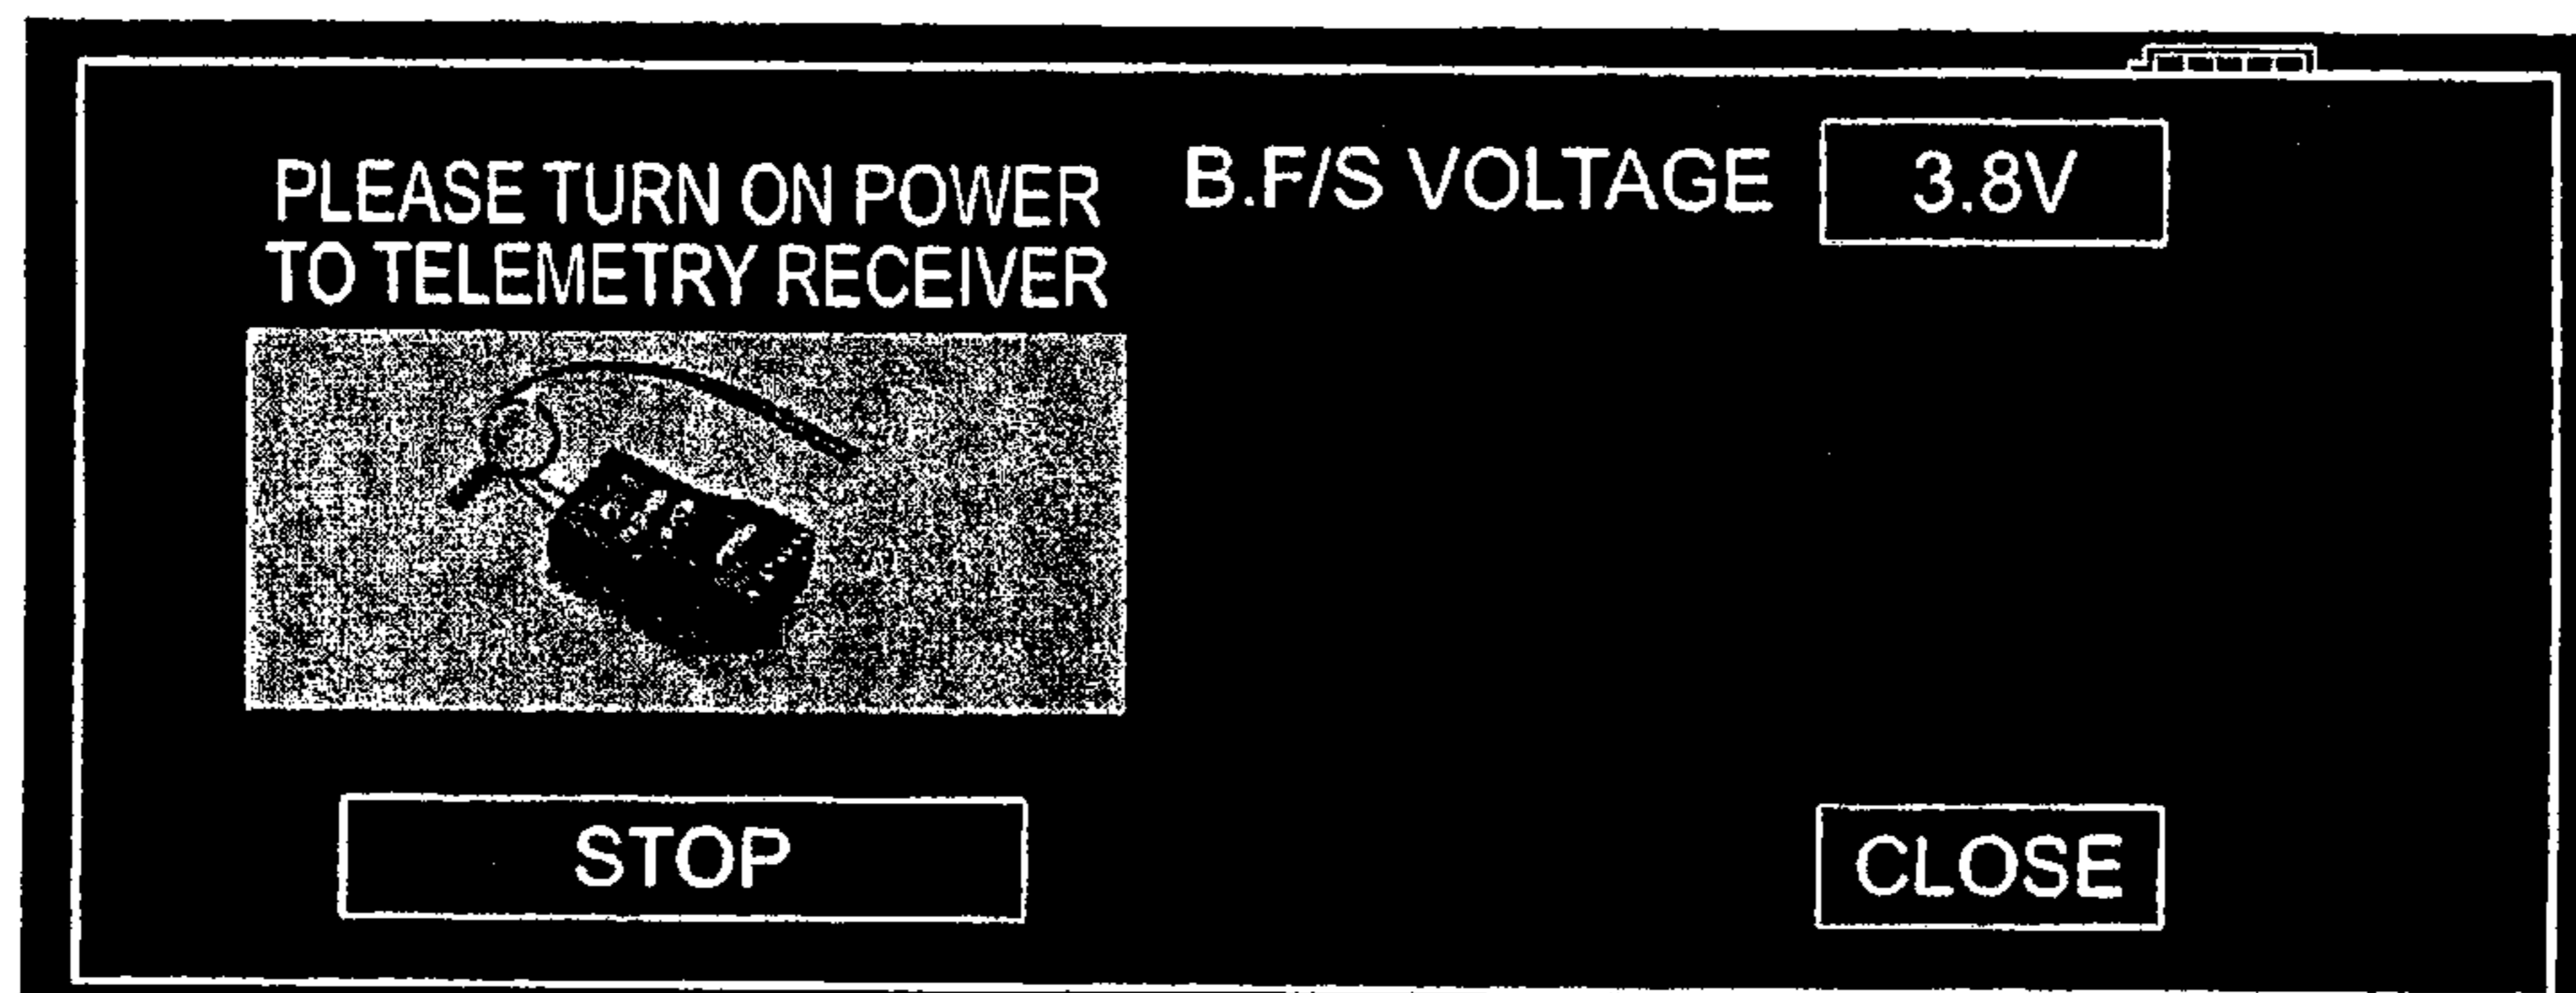 PLEASE TURN ON POWER
TO TELEMETRY RECEIVER
B.F/S VOLTAGE 3.8V
STOP
CLOSE